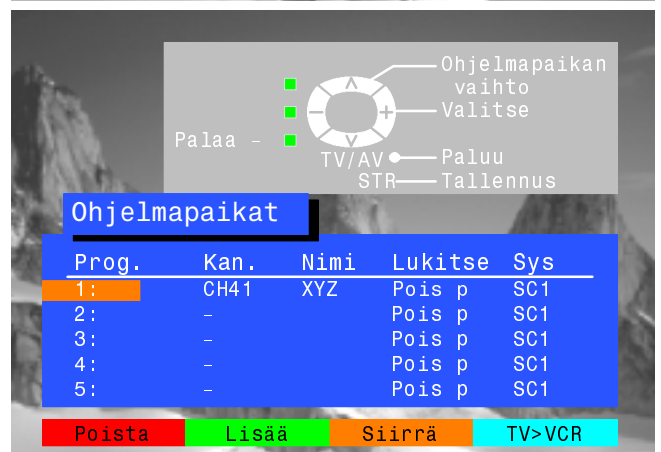 Ohjelmapaikan
vaihto
Valitse
Palaa -
TV/AV Paluu
STR Tallennus
Ohjelmapaikat
Prog. Kan. Nimi Lukitse Sys
1: CH41 XYZ Pois p SC1
2: - Pois p SC1
3: - Pois p SC1
4: - Pois p SC1
5: - Pois p SC1
Poista Lisää Siirrä TV>VCR